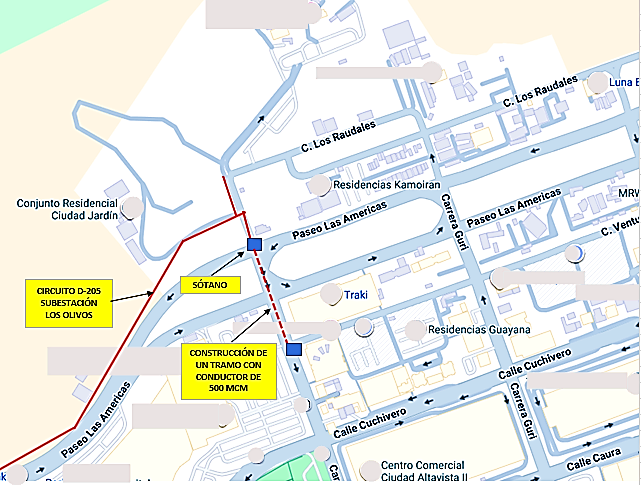 Luna E
C. Los Raudales
C. Los Raudales
Residencias Kamoiran
MRW
Conjunto Residencial
Ciudad Jardín
Paseo Las Americas
Paseo Las Americas
Carrera Guri
C. Ventu
SÓTANO
CIRCUITO D-205
SUBESTACIÓN
LOS OLIVOS
Traki
Residencias Guayana
CONSTRUCCIÓN DE
UN TRAMO CON
CONDUCTOR DE
500 MCM
Calle Cuchivero
Paseo Las Americas
Calle Cuchivero
Carrera Guri
Calle Caura
Centro Comercial
Ciudad Altavista II
Car
ak